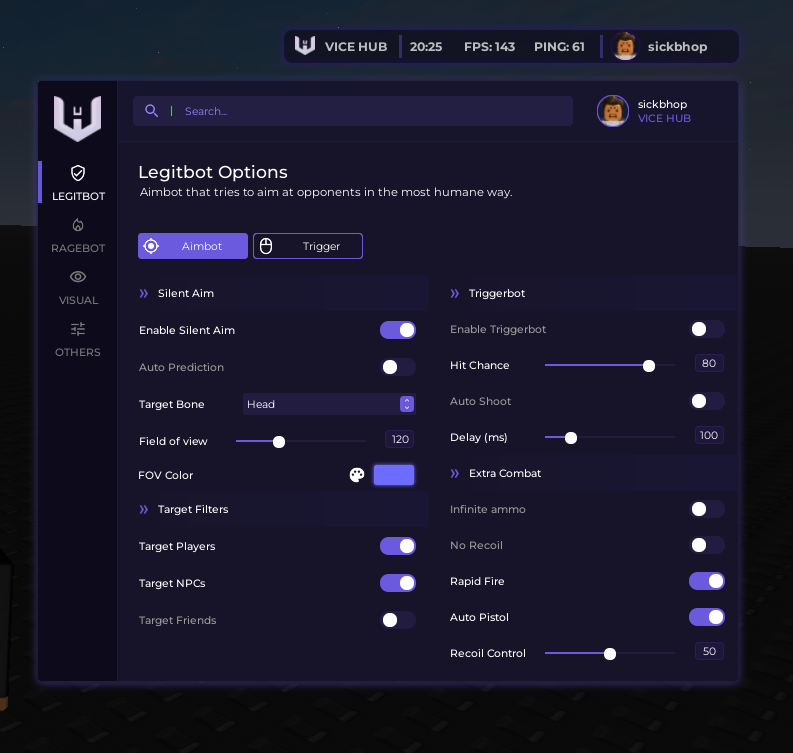 VICE HUB 20:25 FPS: 143 PING: 61 sickbhop
Search...
sickbhop
VICE HUB
LEGITBOT
RAGEBOT
VISUAL
OTHERS
Legitbot Options
Aimbot that tries to aim at opponents in the most humane way.
Aimbot Trigger
Silent Aim
Enable Silent Aim
Auto Prediction
Target Bone Head
Field of view 120
FOV Color
Target Filters
Target Players
Target NPCs
Target Friends
Triggerbot
Enable Triggerbot
Hit Chance 80
Auto Shoot
Delay (ms) 100
Extra Combat
Infinite ammo
No Recoil
Rapid Fire
Auto Pistol
Recoil Control 50